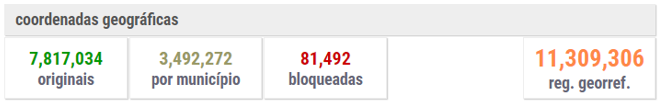 coordenadas geográficas
7,817,034
originais
3,492,272
por município
81,492
bloqueadas
11,309,306
reg. georref.